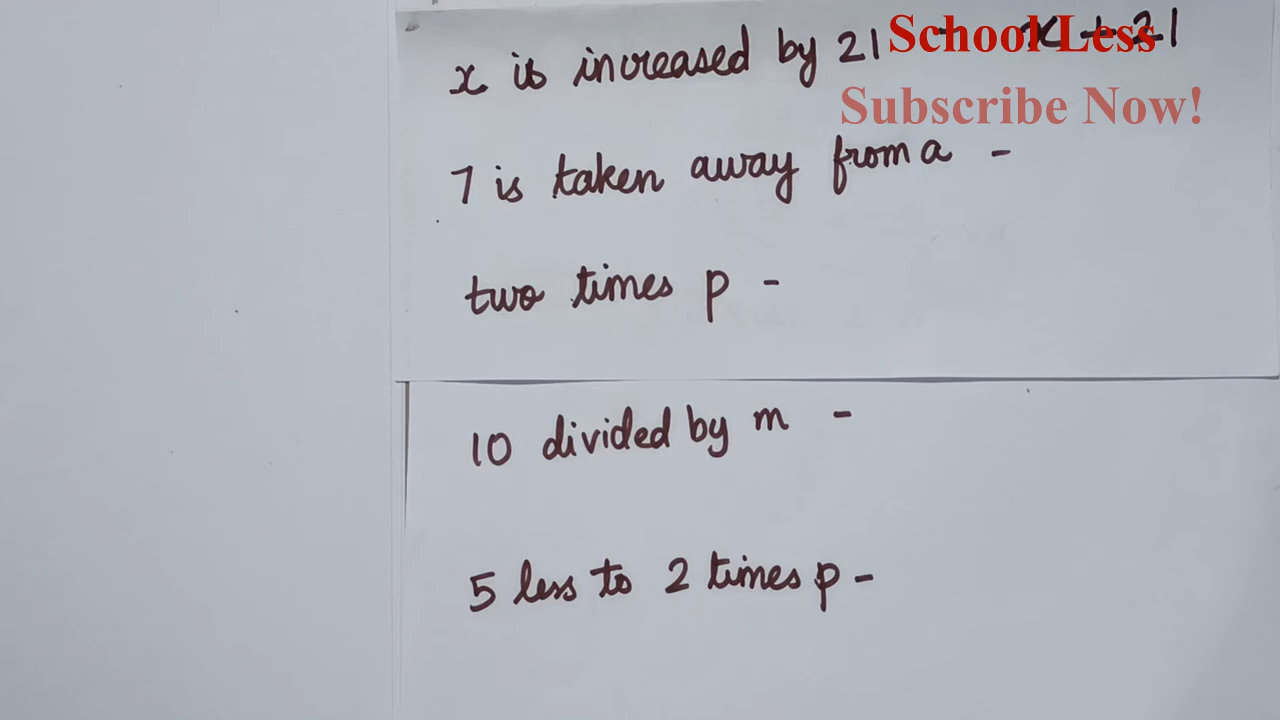 x is increased by 21 - x + 21
School Less
Subscribe Now!
7 is taken away from a -
two times p -
10 divided by m -
5 less to 2 times p -